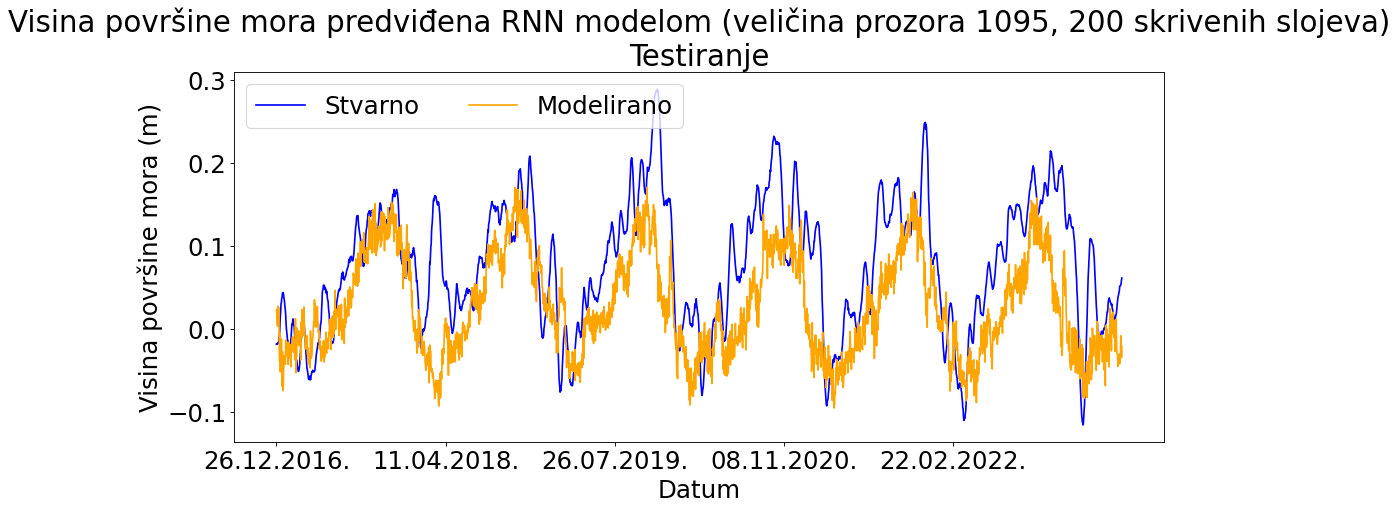 Visina površine mora predviđena RNN modelom (veličina prozora 1095, 200 skrivenih slojeva)
Testiranje
Stvarno Modelirano
Visina površine mora (m)
0.3
0.2
0.1
0.0
−0.1
26.12.2016. 11.04.2018. 26.07.2019. 08.11.2020. 22.02.2022.
Datum